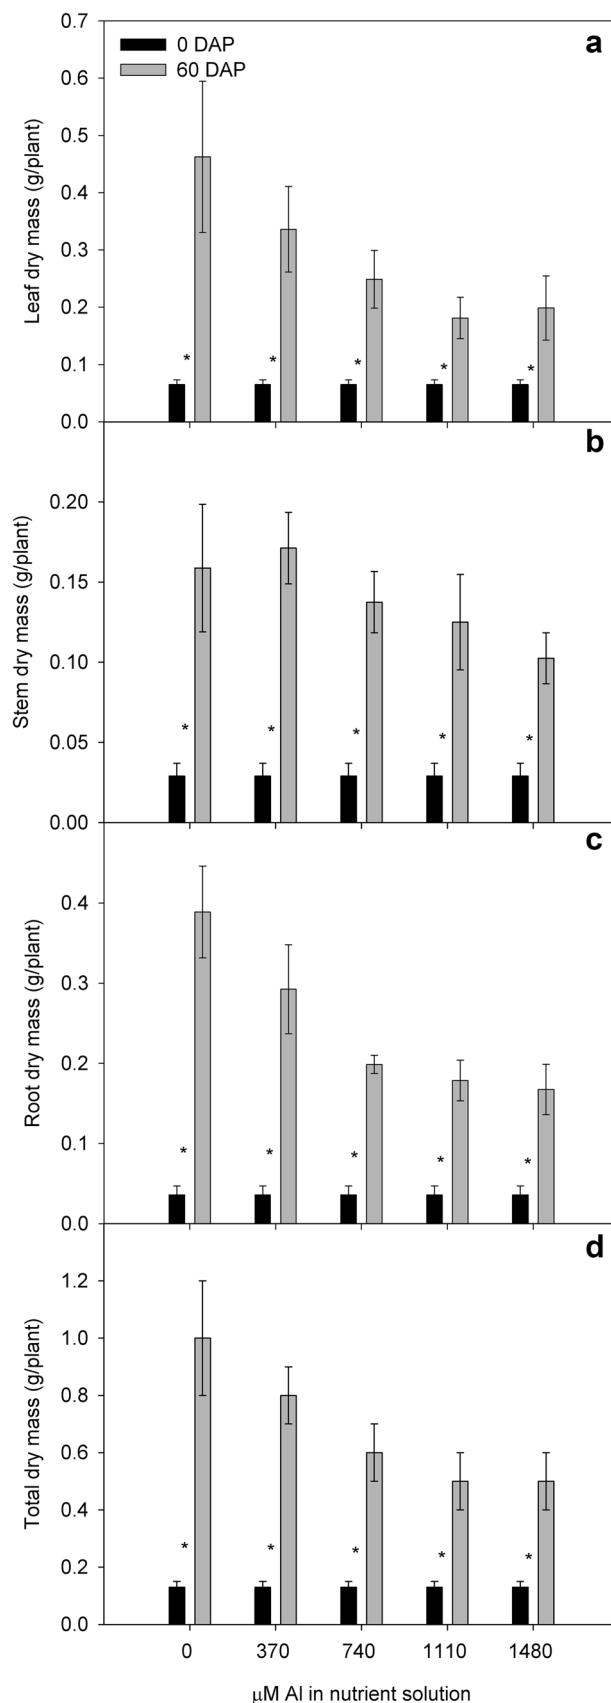 a
0 DAP
60 DAP
0.7
0.6
0.5
0.4
0.3
0.2
0.1
0.0
Leaf dry mass (g/plant)
* * * * *
b
0.20
0.15
0.10
0.05
0.00
Stem dry mass (g/plant)
* * * * *
c
0.4
0.3
0.2
0.1
0.0
Root dry mass (g/plant)
* * * * *
d
1.2
1.0
0.8
0.6
0.4
0.2
0.0
Total dry mass (g/plant)
* * * * *
0 370 740 1110 1480
μM Al in nutrient solution